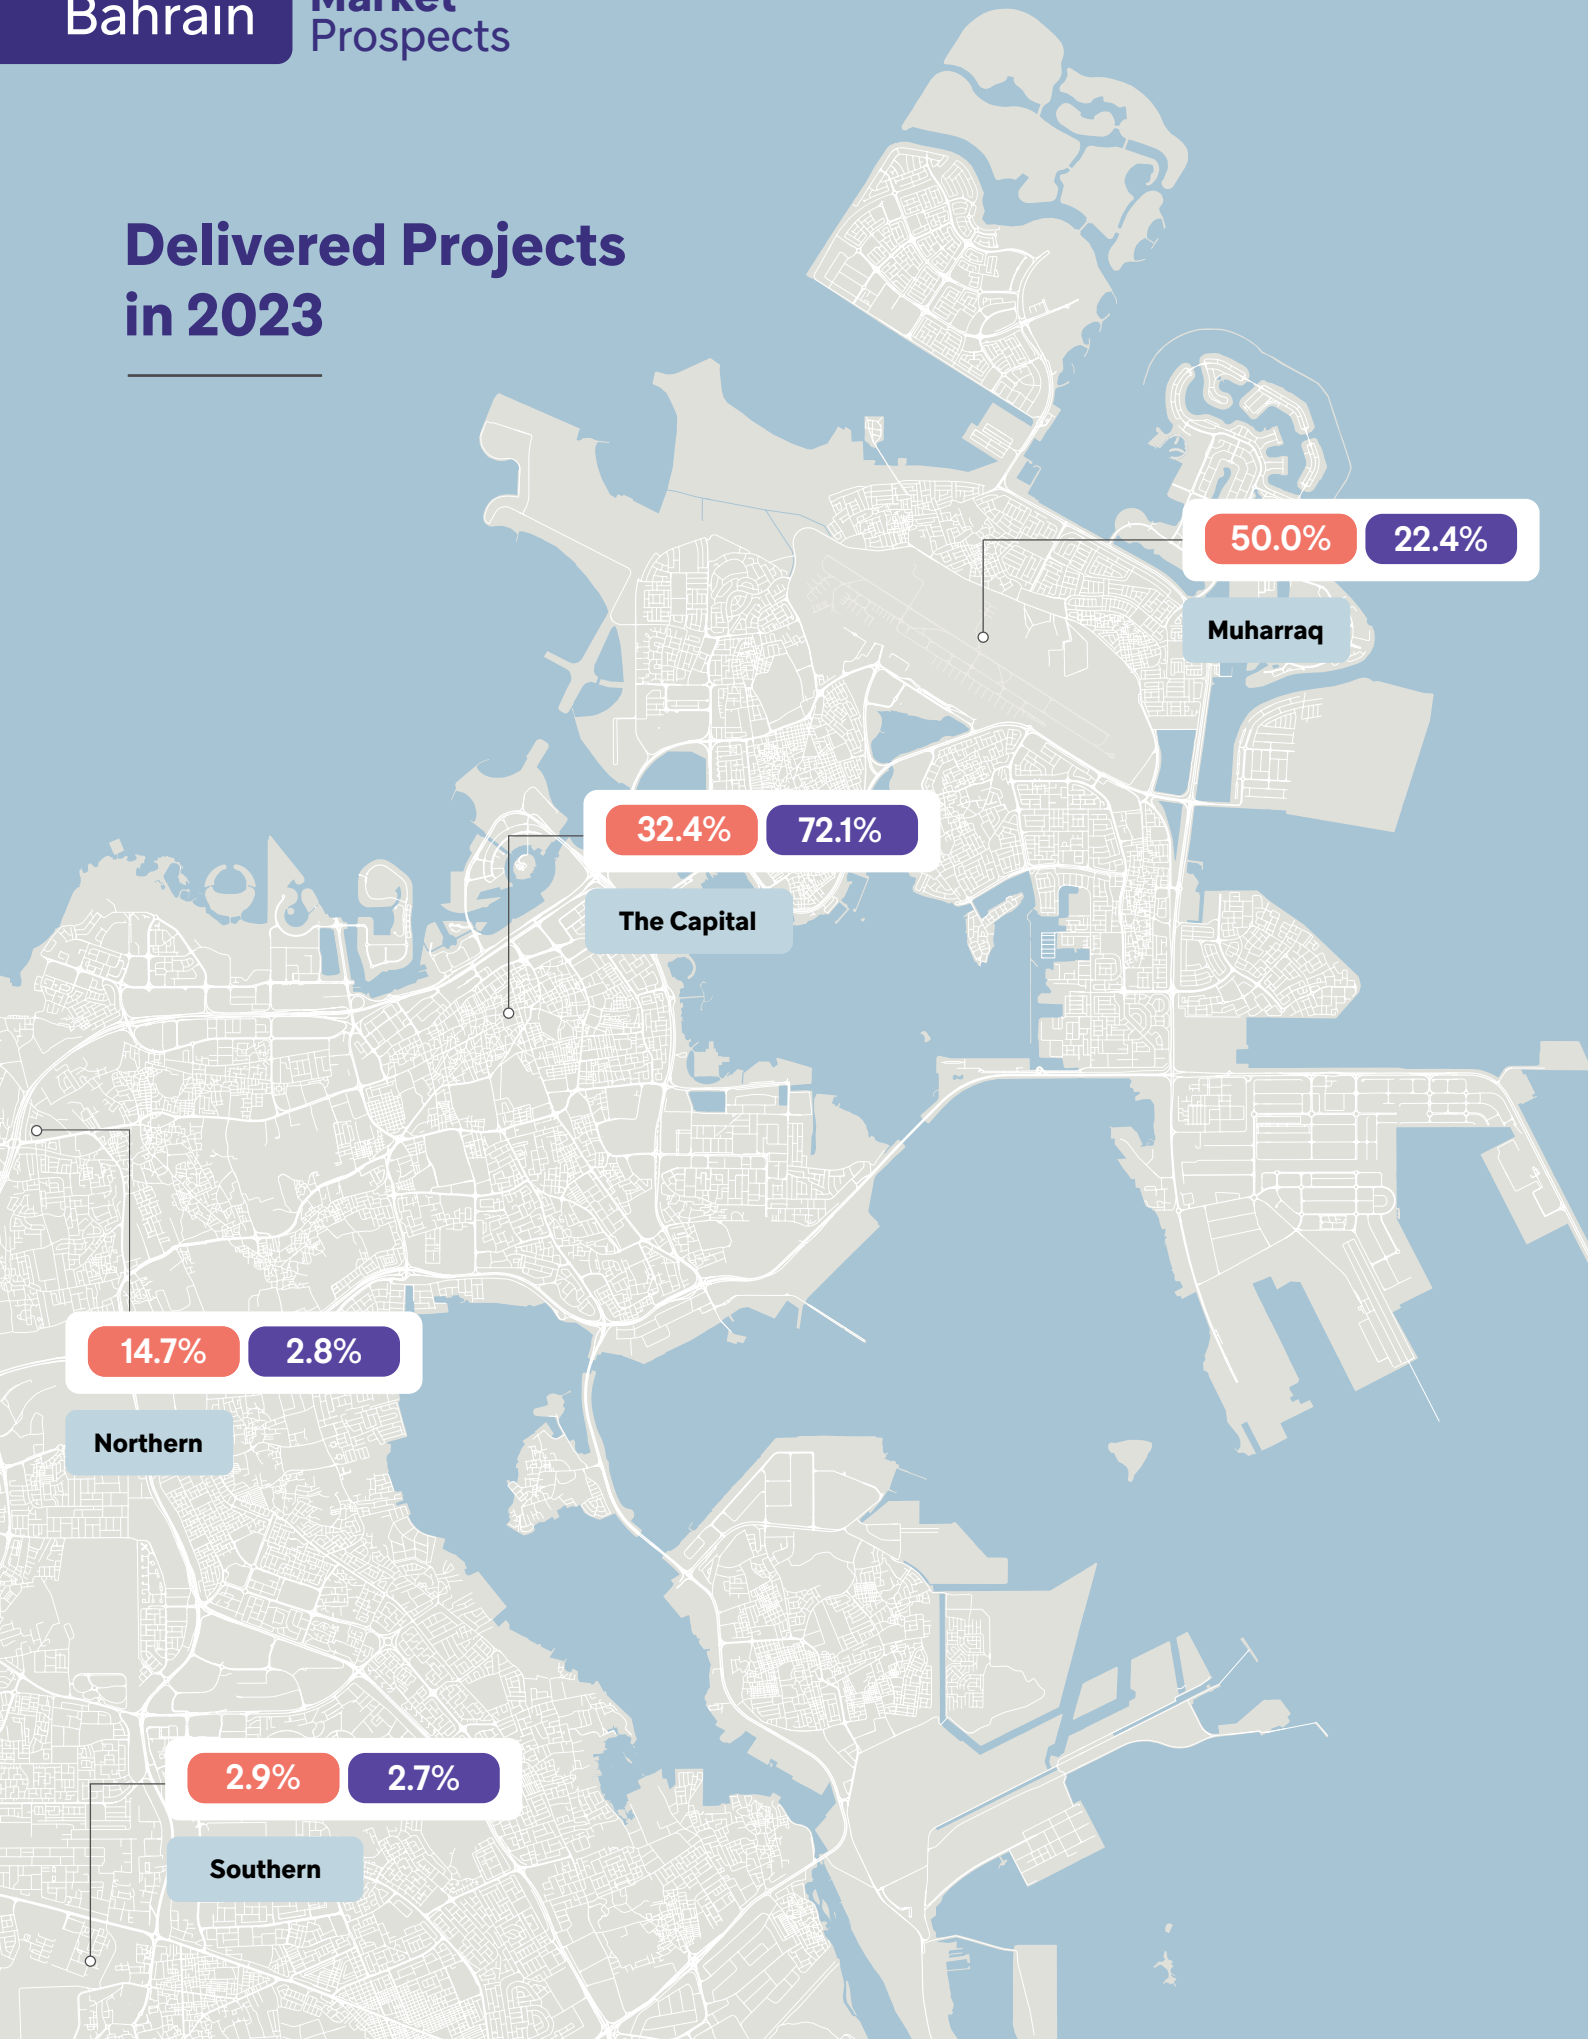 Bahrain
Market
Prospects
Delivered Projects
in 2023
50.0% 22.4%
Muharraq
32.4% 72.1%
The Capital
14.7% 2.8%
Northern
2.9% 2.7%
Southern